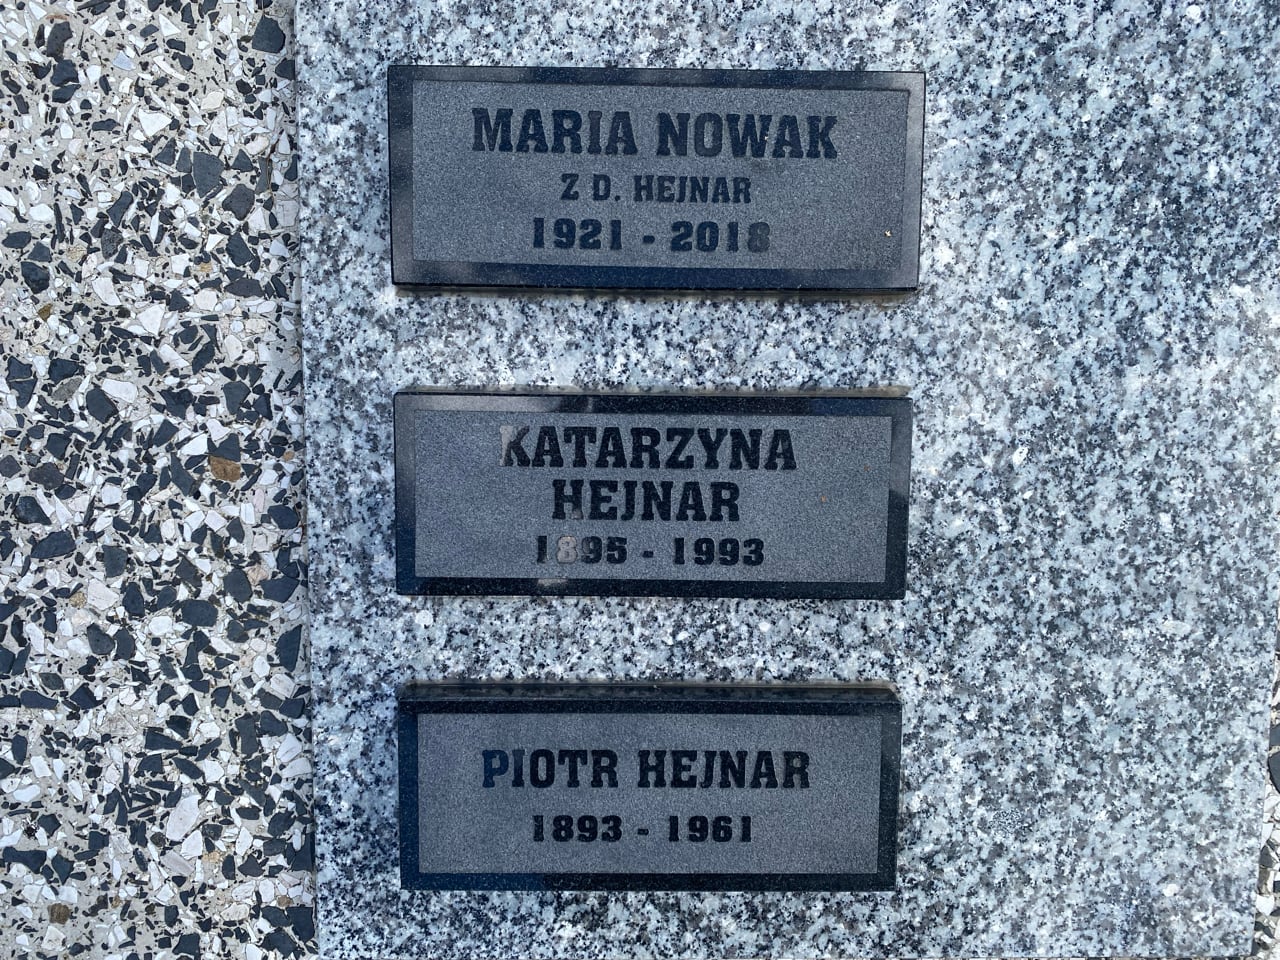 MARIA NOWAK
Z D. HEJNAR
1921 - 2018
KATARZYNA
HEJNAR
1895 - 1993
PIOTR HEJNAR
1893 - 1961